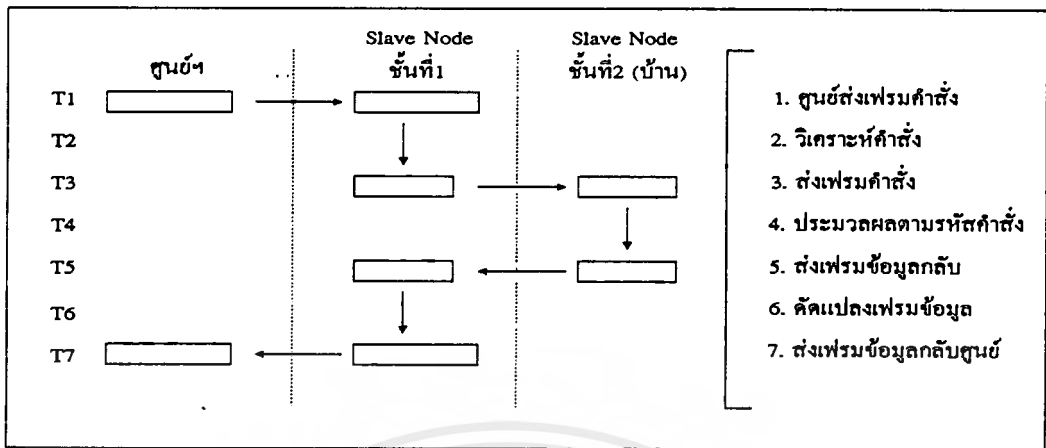 ศูนย์ฯ
Slave Node
ชั้นที่1
Slave Node
ชั้นที่2 (บ้าน)
T1
T2
T3
T4
T5
T6
T7
1. ศูนย์ส่งเฟรมคำสั่ง
2. วิเคราะห์คำสั่ง
3. ส่งเฟรมคำสั่ง
4. ประมวลผลตามรหัสคำสั่ง
5. ส่งเฟรมข้อมูลกลับ
6. ดัดแปลงเฟรมข้อมูล
7. ส่งเฟรมข้อมูลกลับศูนย์